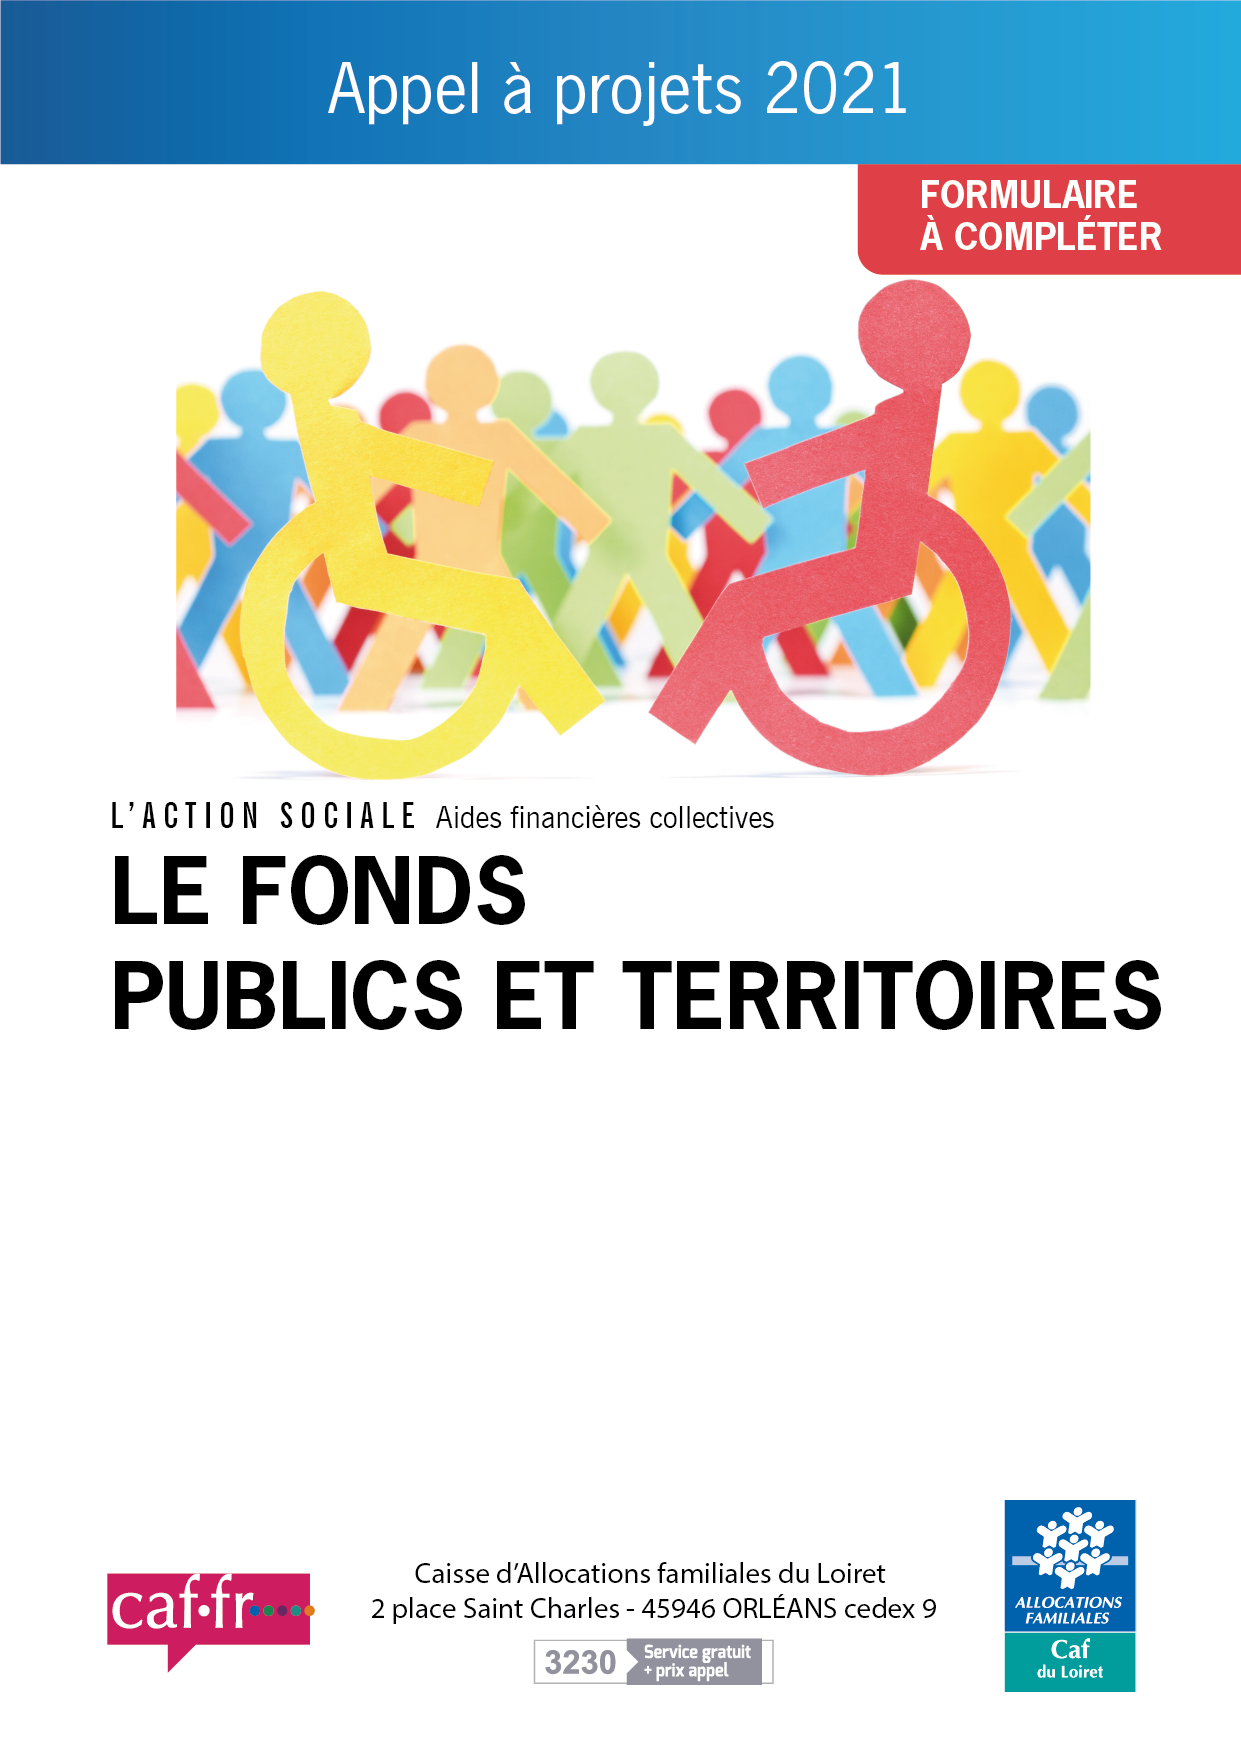 Appel à projets 2021
FORMULAIRE
À COMPLÉTER
L'ACTION SOCIALE Aides financières collectives
LE FONDS
PUBLICS ET TERRITOIRES
caf.fr
Caisse d'Allocations familiales du Loiret
2 place Saint Charles - 45946 ORLÉANS cedex 9
3230 Service gratuit
+ prix appel
ALLOCATIONS
FAMILIALES
Caf
du Loiret